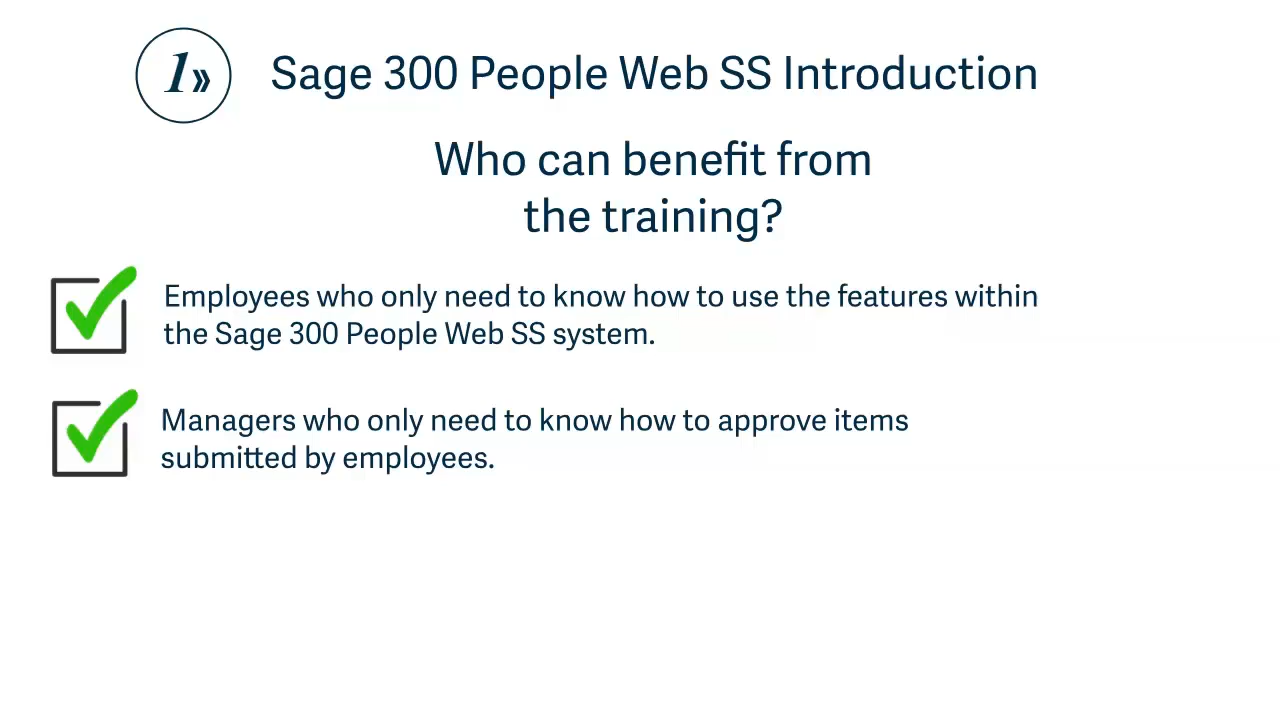 1» Sage 300 People Web SS Introduction
Who can benefit from
the training?
Employees who only need to know how to use the features within
the Sage 300 People Web SS system.
Managers who only need to know how to approve items
submitted by employees.